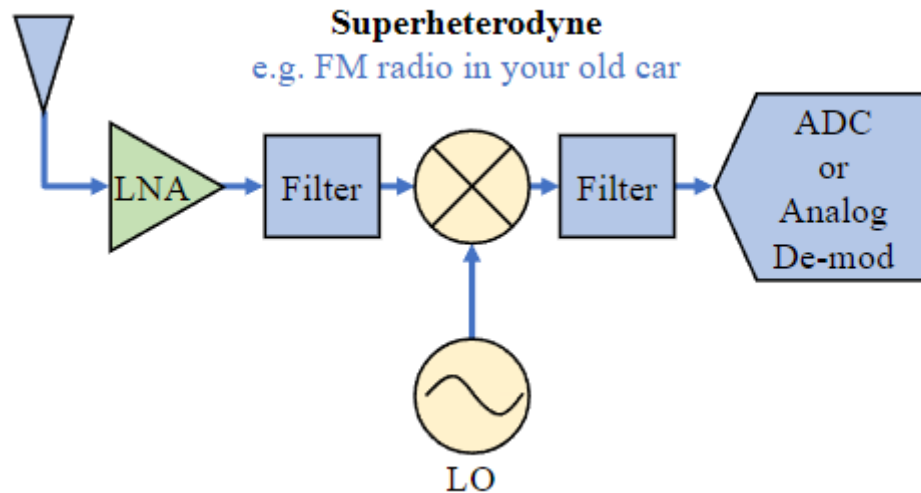 Superheterodyne
e.g. FM radio in your old car
LNA
Filter
Filter
ADC
or
Analog
De-mod
LO